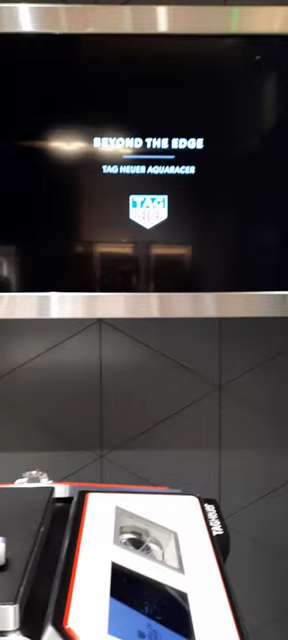 BEYOND THE EDGE
TAG HEUER AQUARACER
TAG
HEUER
TAGHEUER